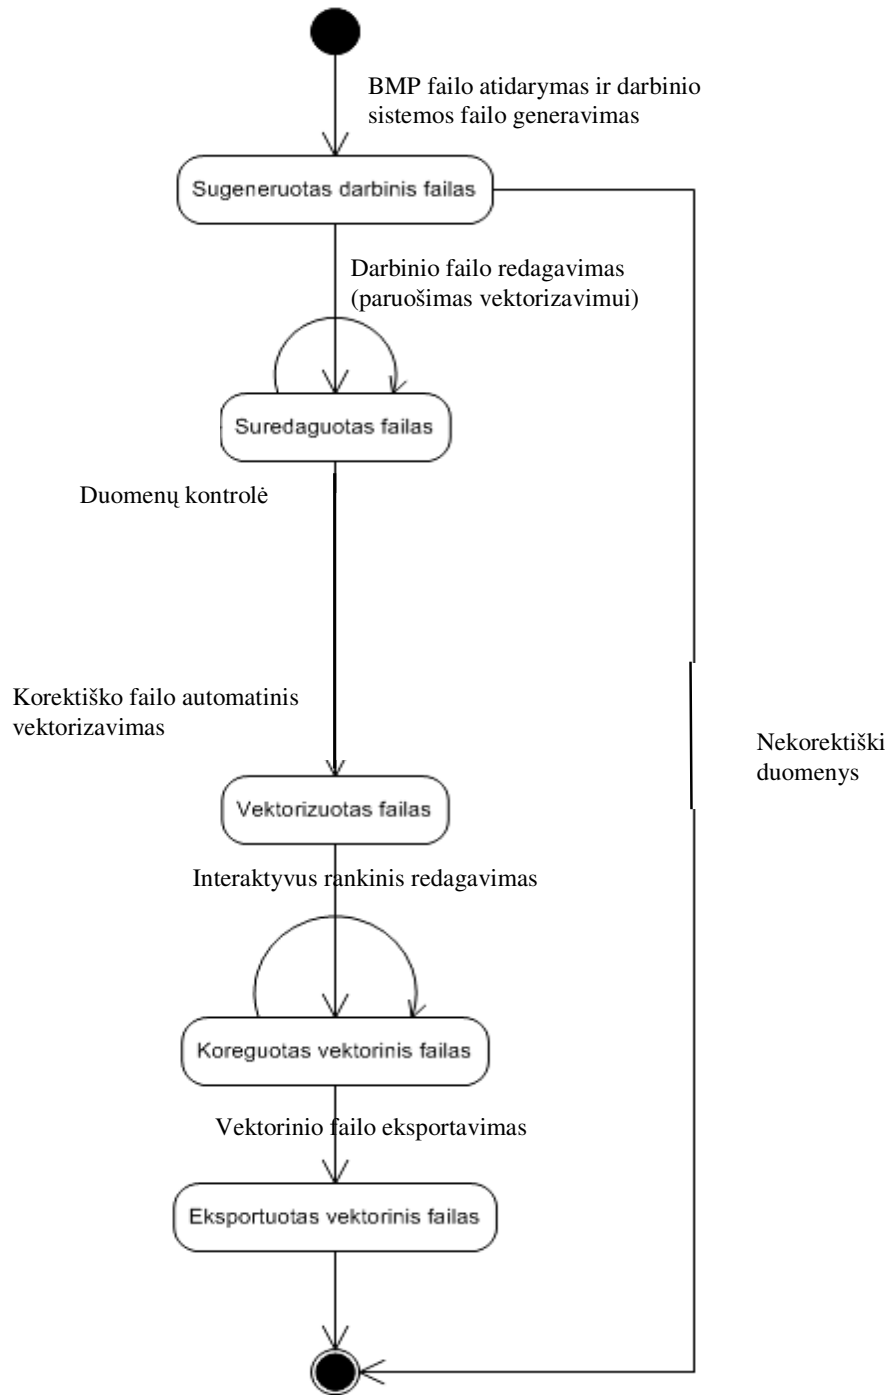 BMP failo atidarymas ir darbinio
sistemos failo generavimas
Sugeneruotas darbinis failas
Darbinio failo redagavimas
(paruošimas vektorizavimui)
Suredaguotas failas
Duomenų kontrolė
Korektiško failo automatinis
vektorizavimas
Nekorektiški
duomenys
Vektorizuotas failas
Interaktyvus rankinis redagavimas
Koreguotas vektorinis failas
Vektorinio failo eksportavimas
Eksportuotas vektorinis failas